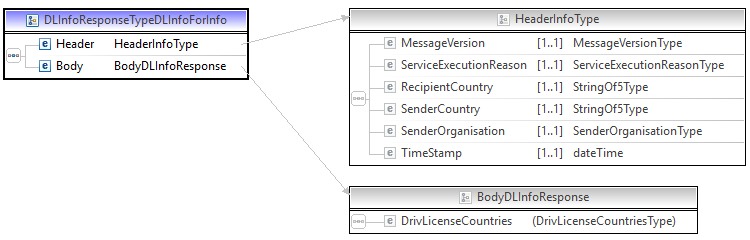 DLInfoResponseTypeDLInfoForInfo
Header HeaderInfoType
Body BodyDLInfoResponse
HeaderInfoType
MessageVersion [1..1] MessageVersionType
ServiceExecutionReason [1..1] ServiceExecutionReasonType
RecipientCountry [1..1] StringOf5Type
SenderCountry [1..1] StringOf5Type
SenderOrganisation [1..1] SenderOrganisationType
TimeStamp [1..1] dateTime
BodyDLInfoResponse
DrivLicenseCountries (DrivLicenseCountriesType)